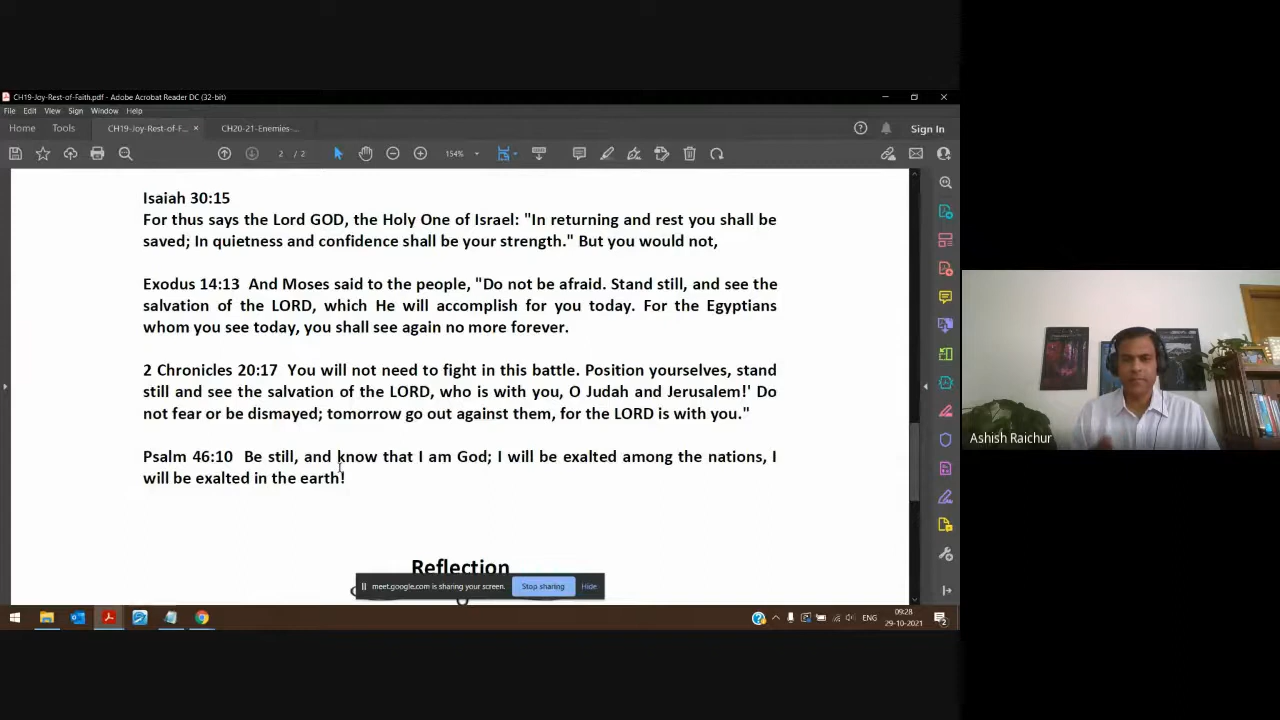 CH19-Joy-Rest-of-Faith.pdf - Adobe Acrobat Reader DC (32-bit)
File Edit View Sign Window Help
Home Tools CH19-Joy-Rest-of-F... × CH20-21-Enemies-... Sign In
2 / 2 154%
Isaiah 30:15
For thus says the Lord GOD, the Holy One of Israel: "In returning and rest you shall be
saved; In quietness and confidence shall be your strength." But you would not,
Exodus 14:13 And Moses said to the people, "Do not be afraid. Stand still, and see the
salvation of the LORD, which He will accomplish for you today. For the Egyptians
whom you see today, you shall see again no more forever.
2 Chronicles 20:17 You will not need to fight in this battle. Position yourselves, stand
still and see the salvation of the LORD, who is with you, O Judah and Jerusalem!' Do
not fear or be dismayed; tomorrow go out against them, for the LORD is with you."
Psalm 46:10 Be still, and know that I am God; I will be exalted among the nations, I
will be exalted in the earth!
Reflection
meet.google.com is sharing your screen. Stop sharing Hide
Ashish Raichur
ENG 09:28
29-10-2021